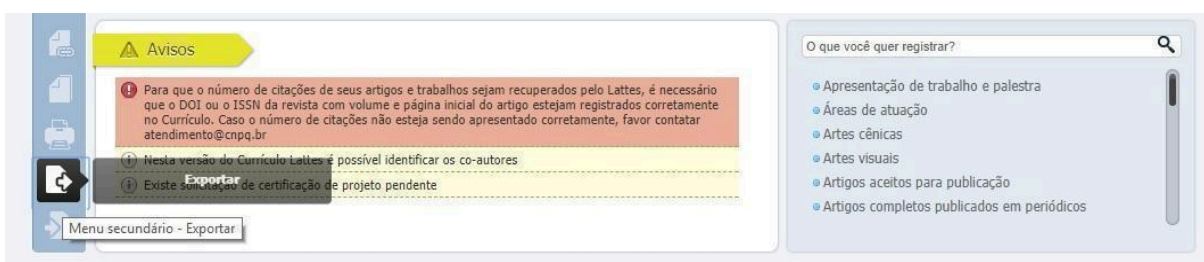 Avisos
Para que o número de citações de seus artigos e trabalhos sejam recuperados pelo Lattes, é necessário
que o DOI ou o ISSN da revista com volume e página inicial do artigo estejam registrados corretamente
no Currículo. Caso o número de citações não esteja sendo apresentado corretamente, favor contatar
atendimento@cnpq.br
Nesta versão do Currículo Lattes é possível identificar os co-autores
Existe solicitação de certificação de projeto pendente
Exportar
Menu secundário - Exportar
O que você quer registrar?
Apresentação de trabalho e palestra
Áreas de atuação
Artes cênicas
Artes visuais
Artigos aceitos para publicação
Artigos completos publicados em periódicos